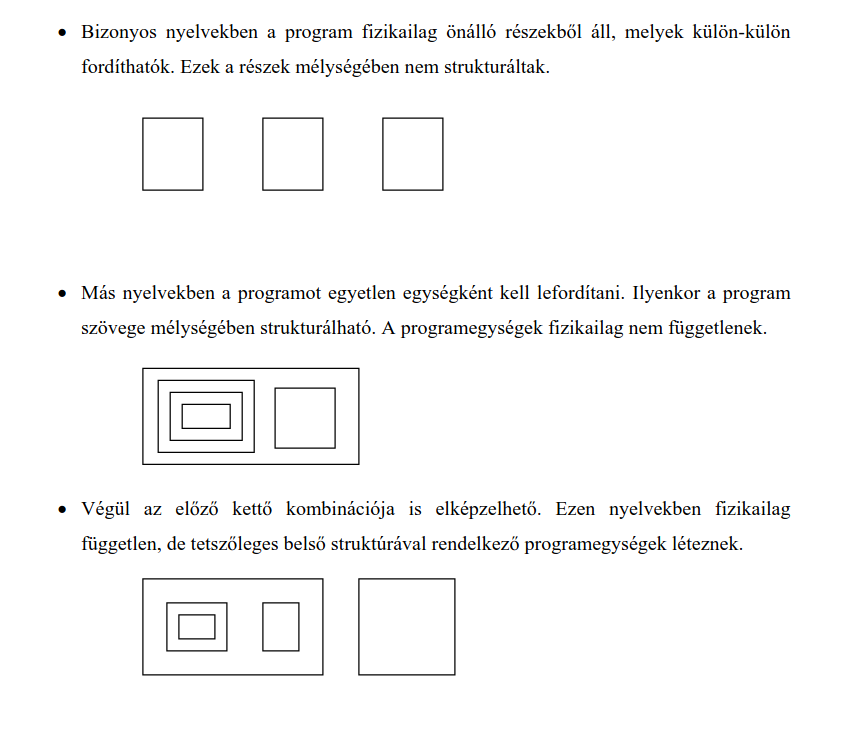 • Bizonyos nyelvekben a program fizikailag önálló részekből áll, melyek külön-külön
fordíthatók. Ezek a részek mélységében nem strukturáltak.
• Más nyelvekben a programot egyetlen egységként kell lefordítani. Ilyenkor a program
szövege mélységében strukturálható. A programegységek fizikailag nem függetlenek.
• Végül az előző kettő kombinációja is elképzelhető. Ezen nyelvekben fizikailag
független, de tetszőleges belső struktúrával rendelkező programegységek léteznek.